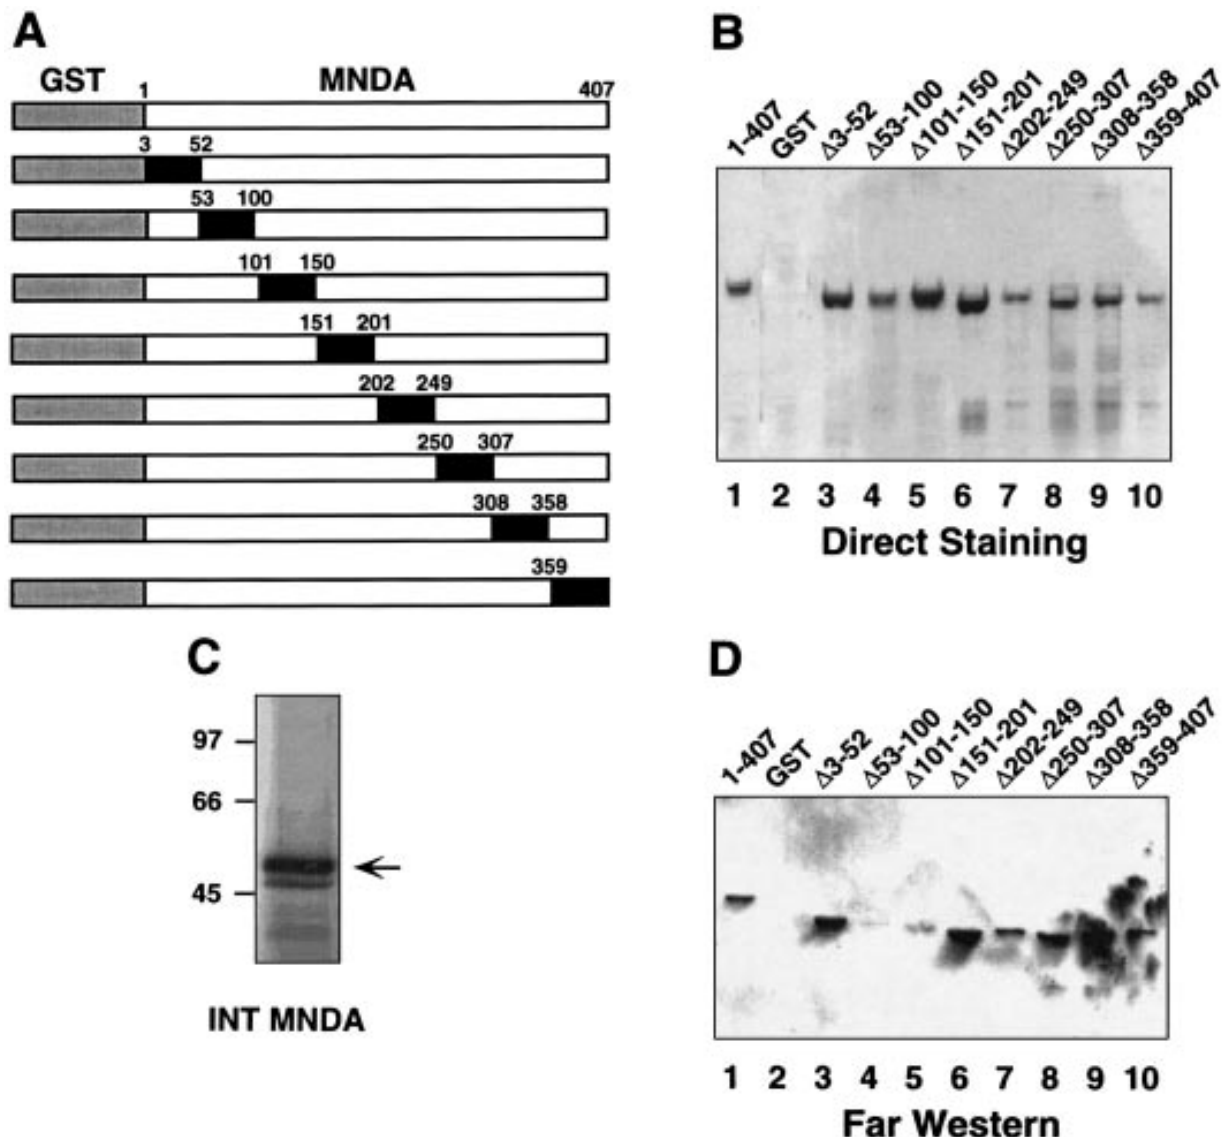 A
GST 1 MNDA 407
3 52
53 100
101 150
151 201
202 249
250 307
308 358
359
B
1-407 GST Δ3-52 Δ53-100 Δ101-150 Δ151-201 Δ202-249 Δ250-307 Δ308-358 Δ359-407
1 2 3 4 5 6 7 8 9 10
Direct Staining
C
97
66
45
INT MNDA
D
1-407 GST Δ3-52 Δ53-100 Δ101-150 Δ151-201 Δ202-249 Δ250-307 Δ308-358 Δ359-407
1 2 3 4 5 6 7 8 9 10
Far Western